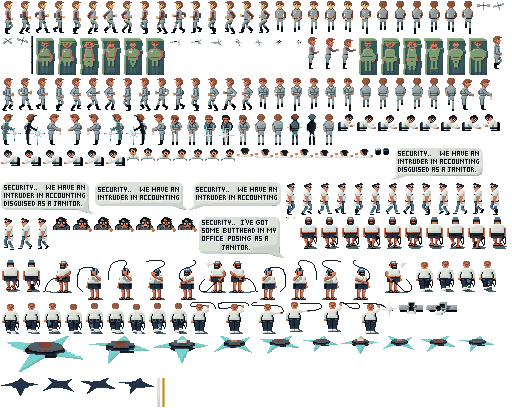 SECURITY.. WE HAVE AN
INTRUDER IN ACCOUNTING
DISGUISED AS A JANITOR.
SECURITY.. WE HAVE AN
INTRUDER IN ACCOUNTING
DISGUISED AS A JANITOR.
SECURITY.. WE HAVE AN
INTRUDER IN ACCOUNTING
SECURITY.. WE HAVE AN
INTRUDER IN ACCOUNTING
SECURITY.. I'VE GOT
SOME BUTTHEAD IN MY
OFFICE POSING AS A
JANITOR.